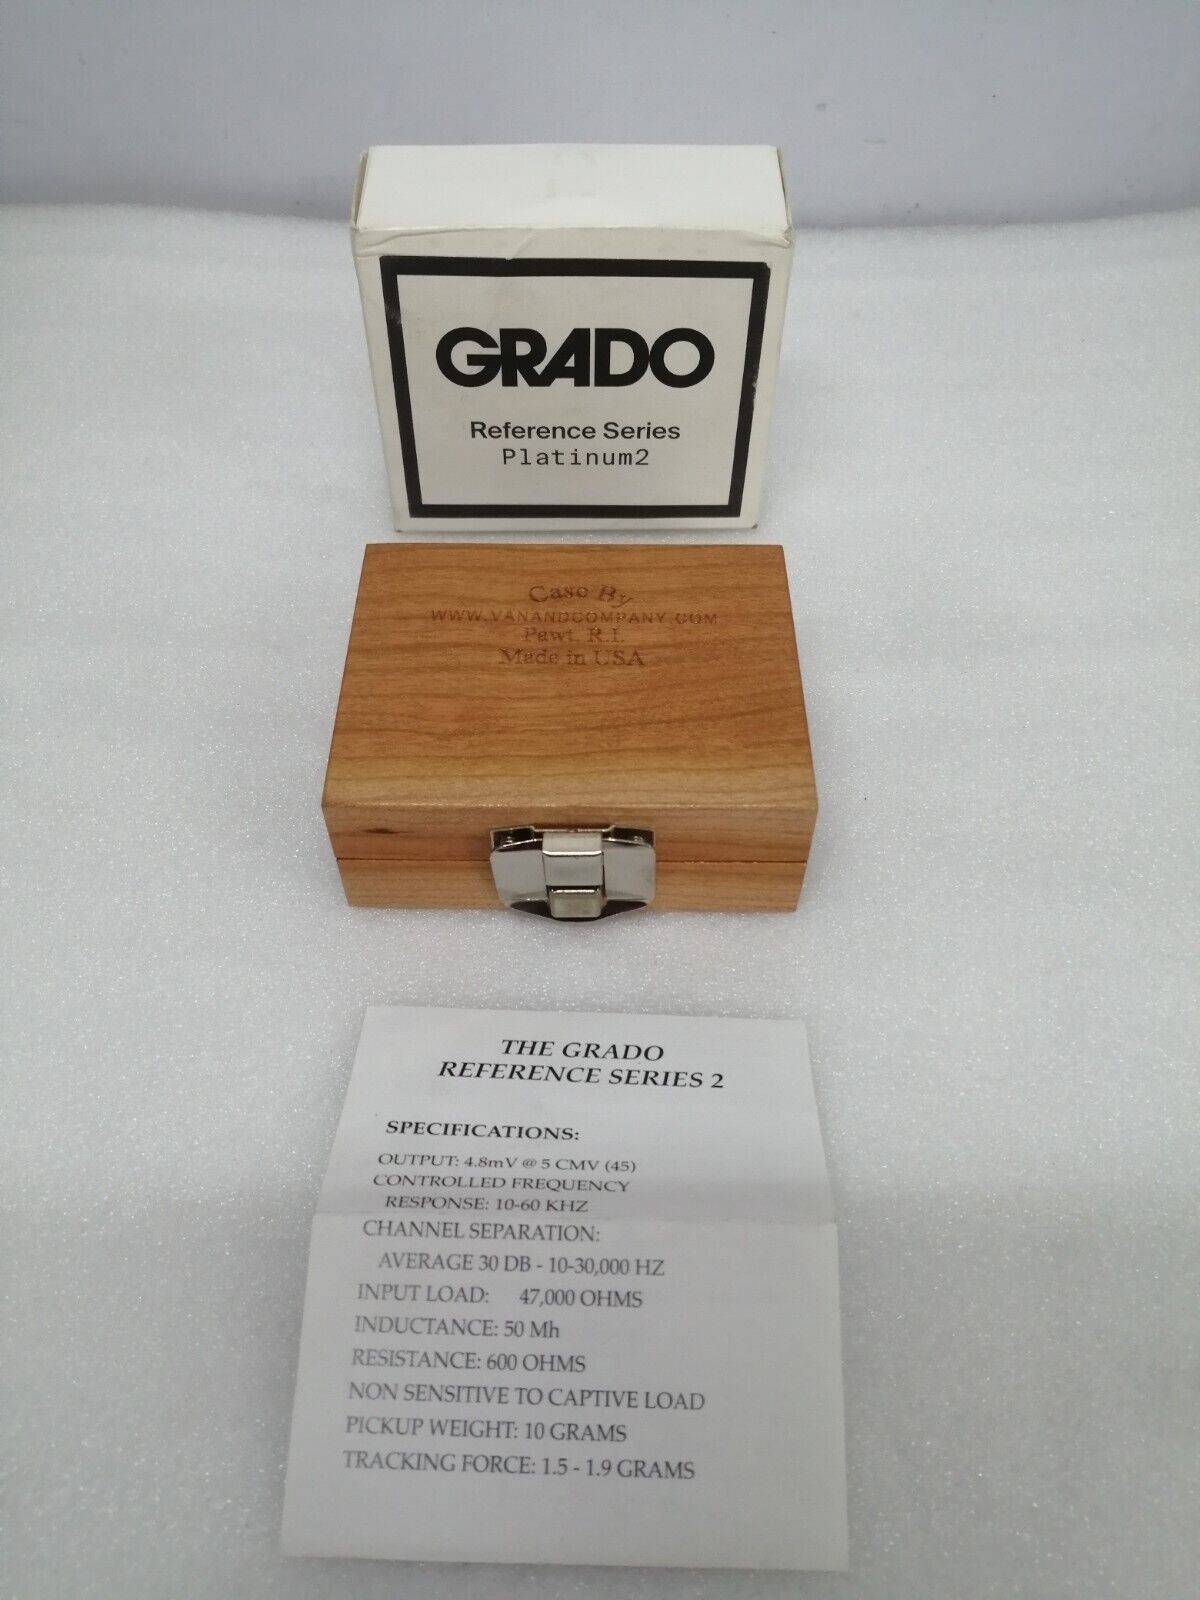 GRADO
Reference Series
Platinum2
Case By
WWW.VANANDCOMPANY.COM
Pawt. R.I.
Made in USA
THE GRADO
REFERENCE SERIES 2
SPECIFICATIONS:
OUTPUT: 4.8mV @ 5 CMV (45)
CONTROLLED FREQUENCY
RESPONSE: 10-60 KHZ
CHANNEL SEPARATION:
AVERAGE 30 DB - 10-30,000 HZ
INPUT LOAD: 47,000 OHMS
INDUCTANCE: 50 Mh
RESISTANCE: 600 OHMS
NON SENSITIVE TO CAPTIVE LOAD
PICKUP WEIGHT: 10 GRAMS
TRACKING FORCE: 1.5 - 1.9 GRAMS